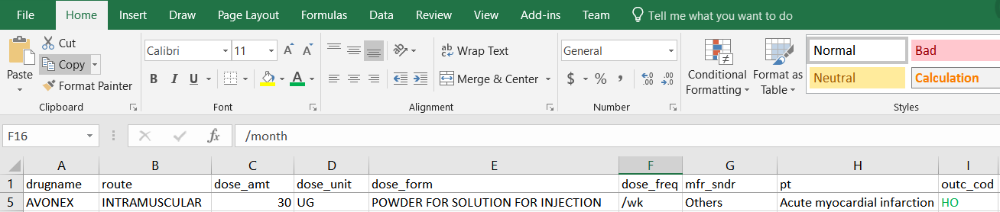 File Home Insert Draw Page Layout Formulas Data Review View Add-ins Team Tell me what you want to do
Paste Cut Copy Format Painter
Calibri 11 A A
B I U A
ab Wrap Text
Merge & Center
General
$ % , .0 .00 .00 .0
Conditional Formatting
Format as Table
Normal Bad
Neutral Calculation
Clipboard Font Alignment Number Styles
F16 fx /month
A B C D E F G H I
1 drugname route dose_amt dose_unit dose_form dose_freq mfr_sndr pt outc_cod
5 AVONEX INTRAMUSCULAR 30 UG POWDER FOR SOLUTION FOR INJECTION /wk Others Acute myocardial infarction HO